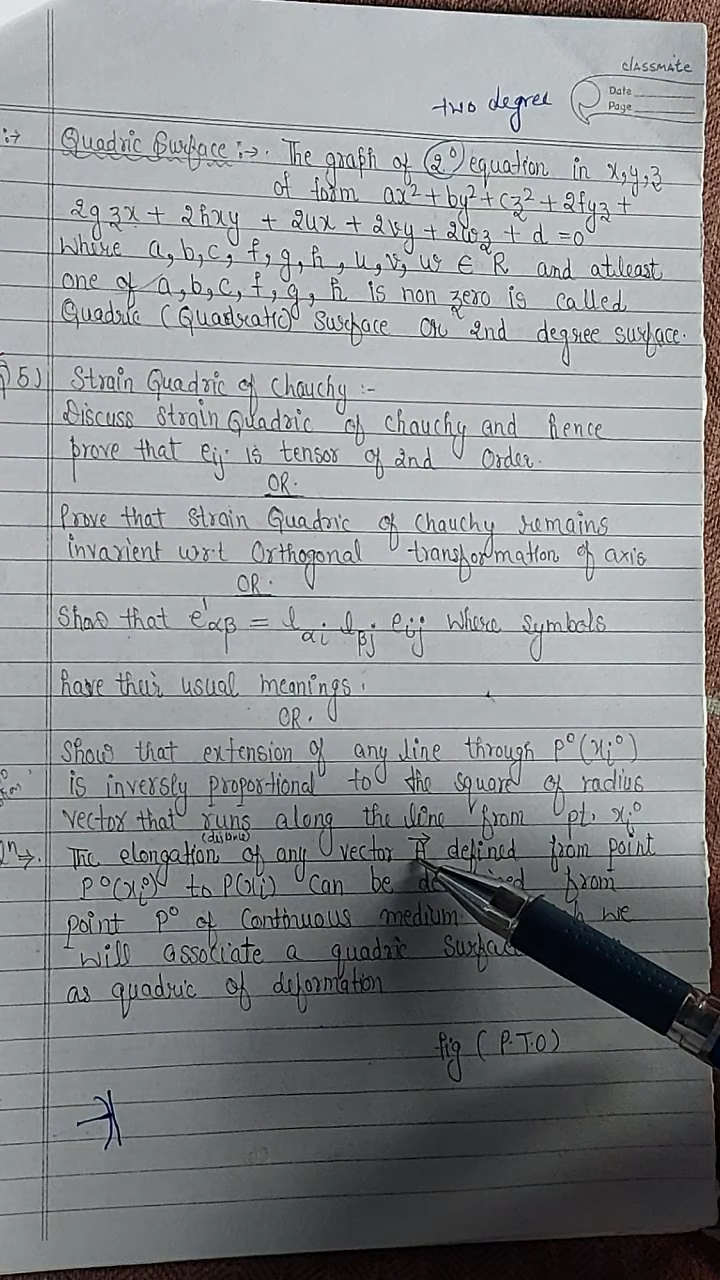 classmate
Date
Page
two degree
:→ Quadric Surface :→. The graph of 2° equation in x,y,z
of form ax² + by² + cz² + 2fyz +
2gzx + 2hxy + 2ux + 2vy + 2wz + d = 0
where a,b,c, f,g,h, u,v,w ∈ R and atleast
one of a,b,c, f,g,h is non zero is called
Quadric (Quadratic) Surface or 2nd degree surface.
Q5) Strain Quadric of Chauchy :-
Discuss Strain Quadric of Chauchy and hence
prove that eij is tensor of 2nd Order.
OR.
Prove that Strain Quadric of Chauchy remains
invarient w.r.t Orthogonal transformation of axis
OR.
Show that e'αβ = lαi lβj eij where symbols
have their usual meanings.
OR.
Show that extension of any line through P°(xi°)
is inversly proportional to the square of radius
vector that runs along the line from pt. xi°
(disbue)
→. The elongation of any vector A⃗ defined from point
P°(xi°) to P(xi) can be from
point P° of continuous medium we
will associate a quadric
as quadric of deformation
fig (P.T.O)